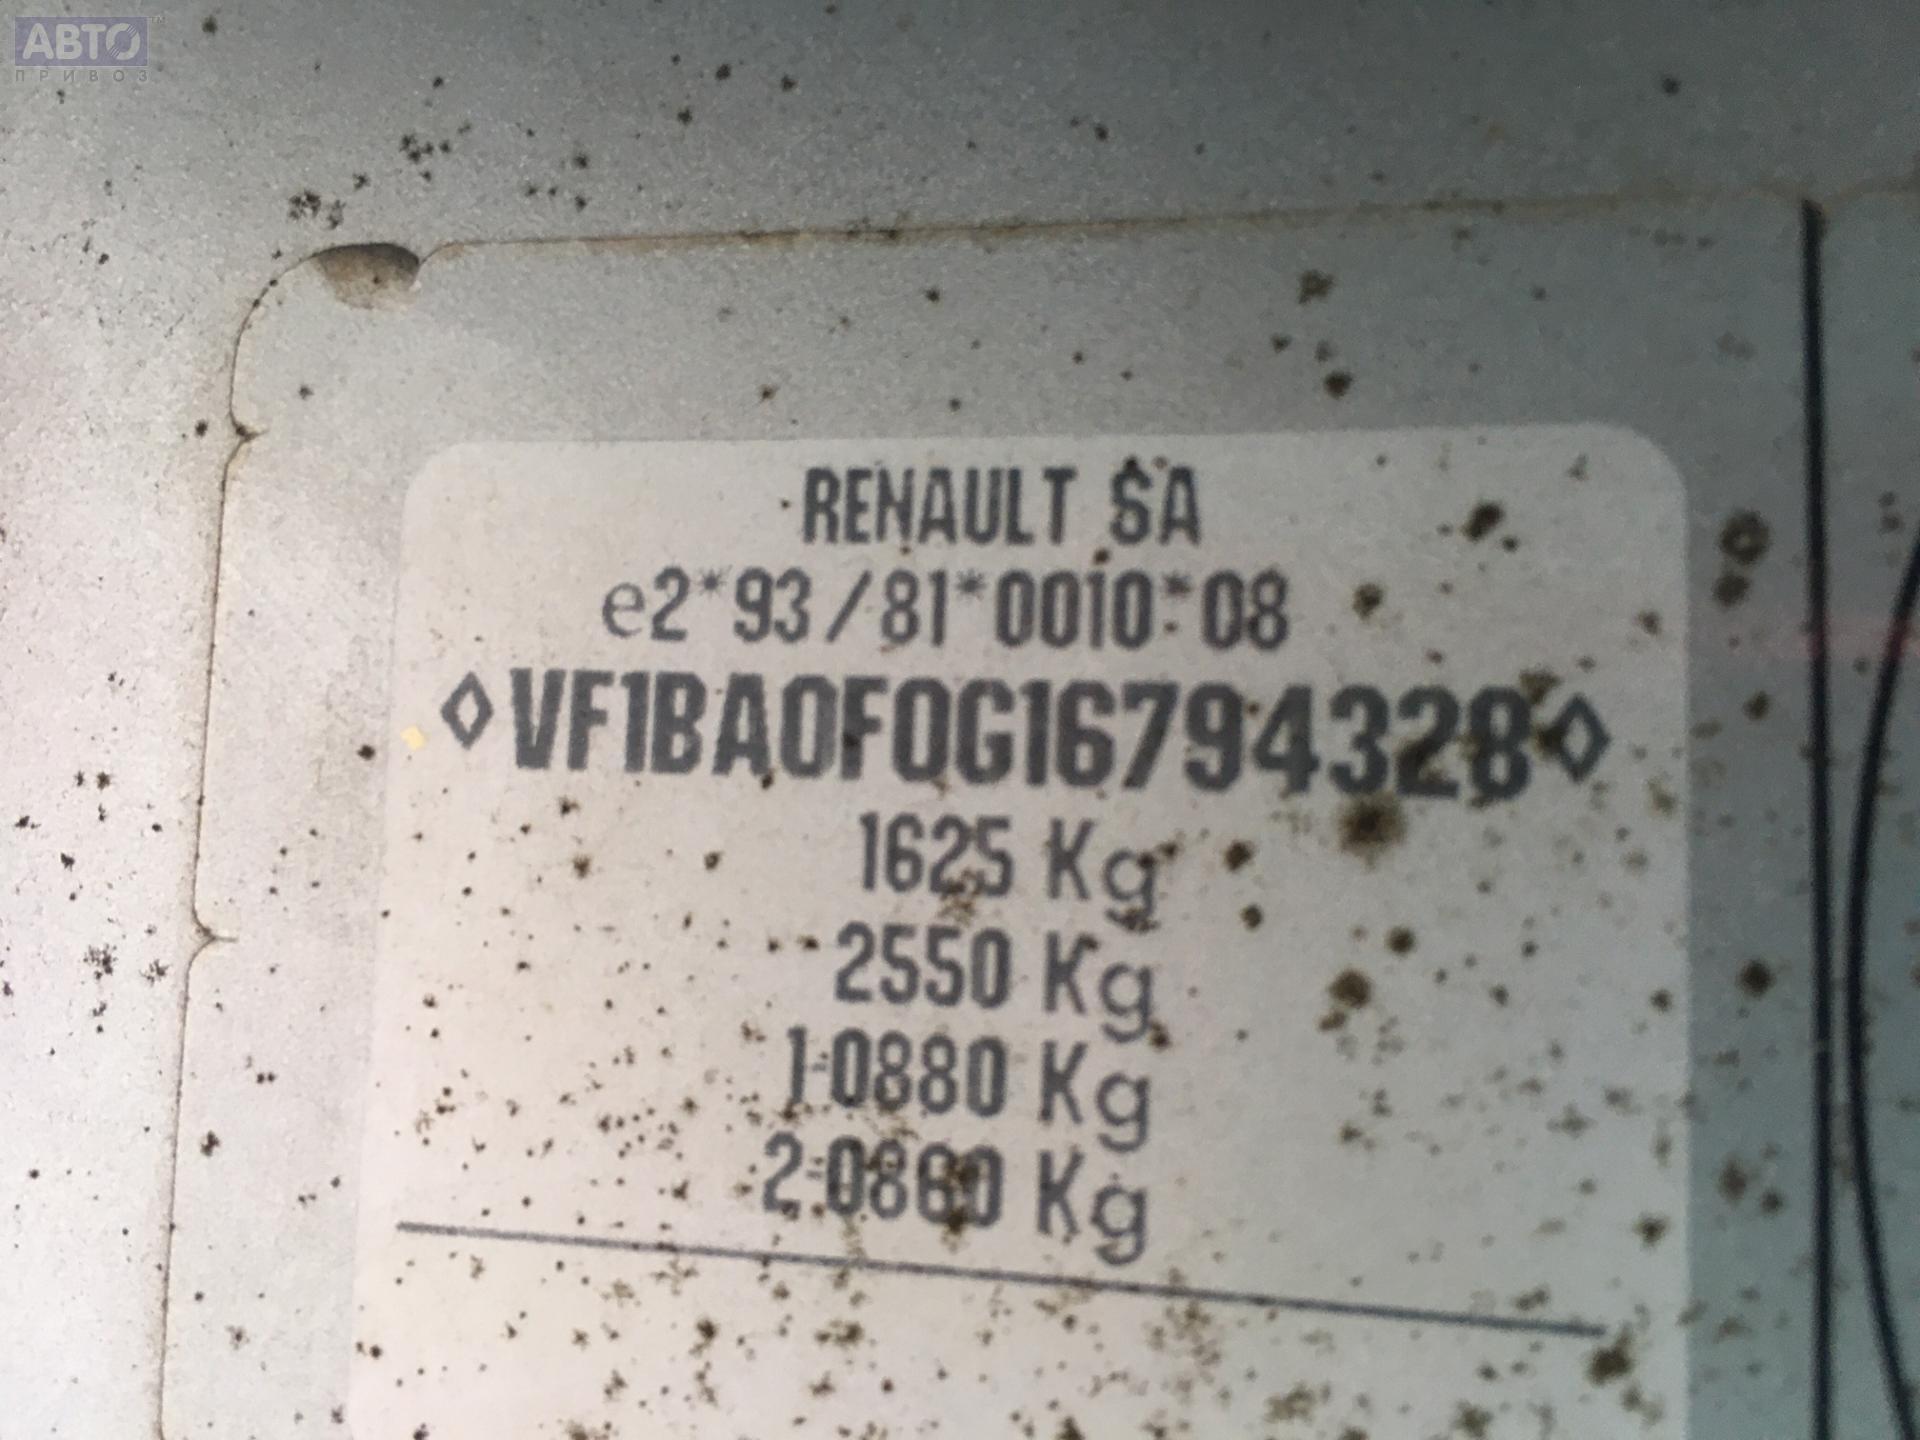 АВТО
ПРИВОЗ
RENAULT SA
e2*93/81*0010*08
◊VF1BA0F0G16794328◊
1625 Kg
2550 Kg
1-0880 Kg
2-0860 Kg